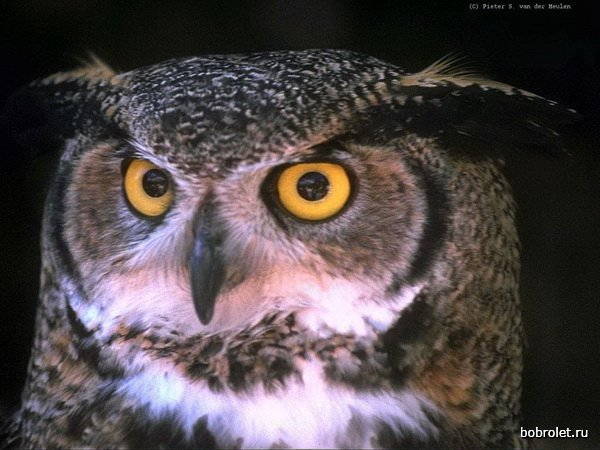 (C) Pieter S. van der Meulen
bobrolet.ru